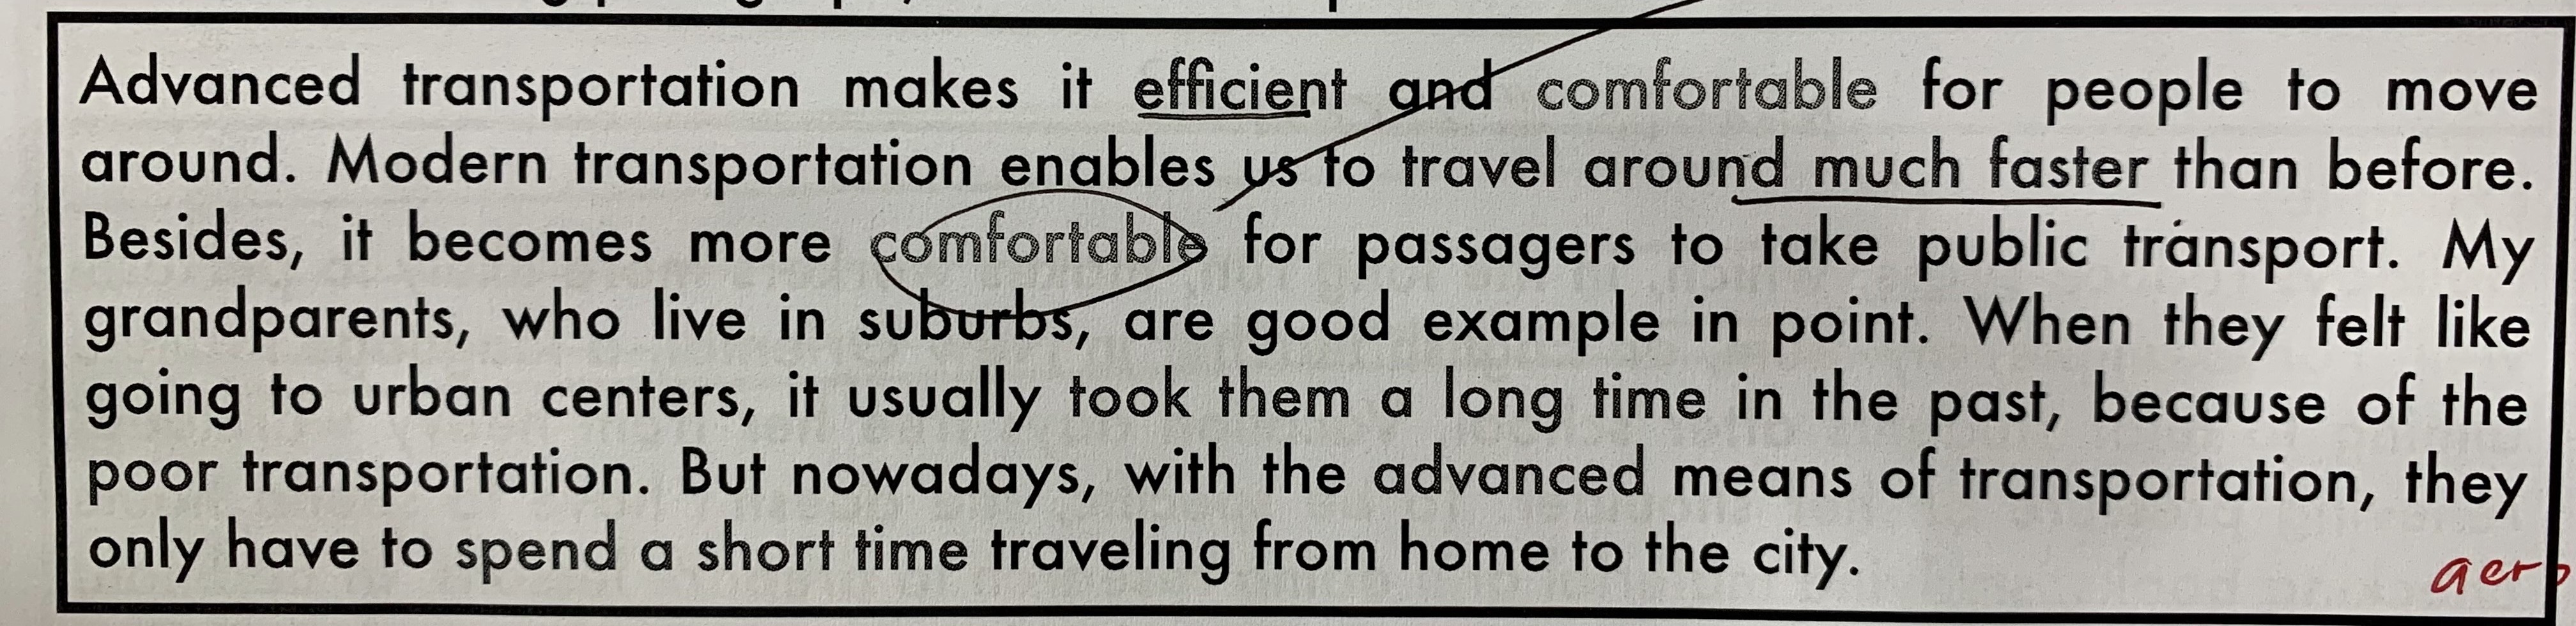 Advanced transportation makes it efficient and comfortable for people to move
around. Modern transportation enables us to travel around much faster than before.
Besides, it becomes more comfortable for passagers to take public transport. My
grandparents, who live in suburbs, are good example in point. When they felt like
going to urban centers, it usually took them a long time in the past, because of the
poor transportation. But nowadays, with the advanced means of transportation, they
only have to spend a short time traveling from home to the city.